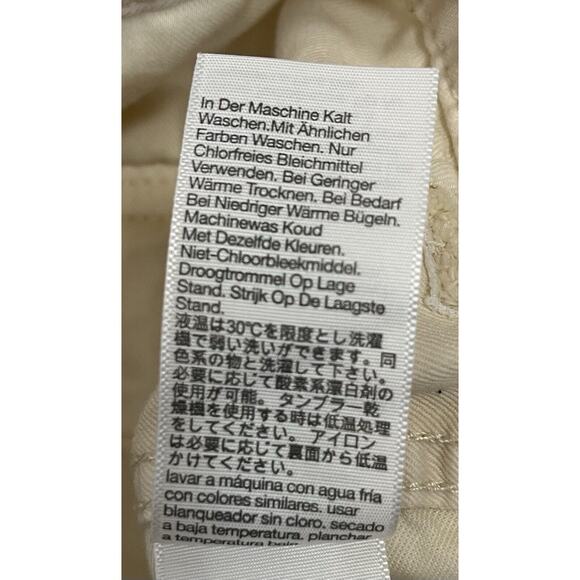 In Der Maschine Kalt
Waschen.Mit Ähnlichen
Farben Waschen. Nur
Chlorfreies Bleichmittel
Verwenden. Bei Geringer
Wärme Trocknen. Bei Bedarf
Bei Niedriger Wärme Bügeln.
Machinewas Koud
Met Dezelfde Kleuren.
Niet-Chloorbleekmiddel.
Droogtrommel Op Lage
Stand. Strijk Op De Laagste
Stand.
液温は30℃を限度とし洗濯
機で弱い洗いができます。同
色系の物と洗濯して下さい。
必要に応じて酸素系漂白剤の
使用が可能。タンブラー乾
燥機を使用する時は低温処理
をしてください。アイロン
は必要に応じて裏面から低温
かけてください。
lavar a máquina con agua fría
con colores similares. usar
blanqueador sin cloro. secado
a baja temperatura. planchar
a temperatura baja